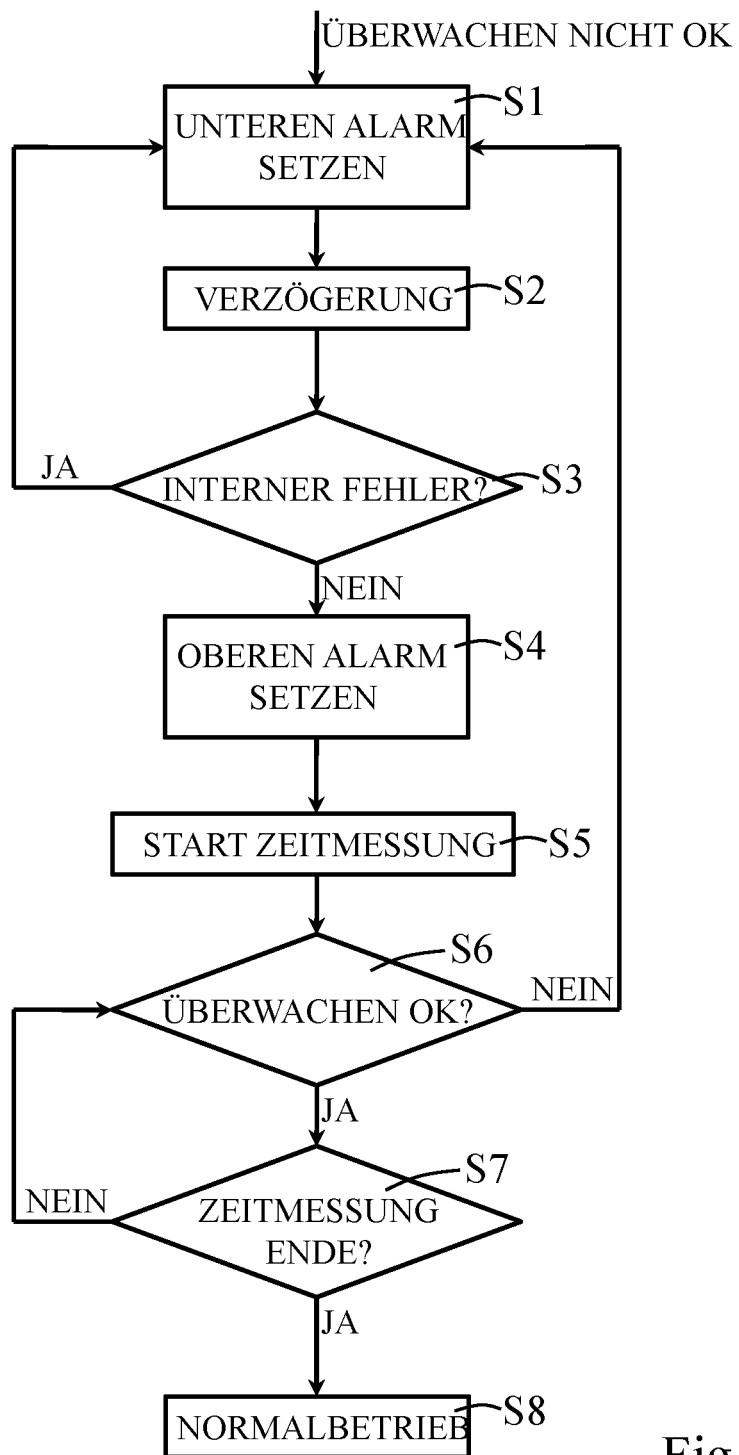 ÜBERWACHEN NICHT OK
S1
UNTEREN ALARM
SETZEN
VERZÖGERUNG
S2
JA
INTERNER FEHLER?
S3
NEIN
OBEREN ALARM
SETZEN
S4
START ZEITMESSUNG
S5
S6
ÜBERWACHEN OK?
NEIN
JA
S7
NEIN
ZEITMESSUNG
ENDE?
JA
NORMALBETRIEB
S8
Fig